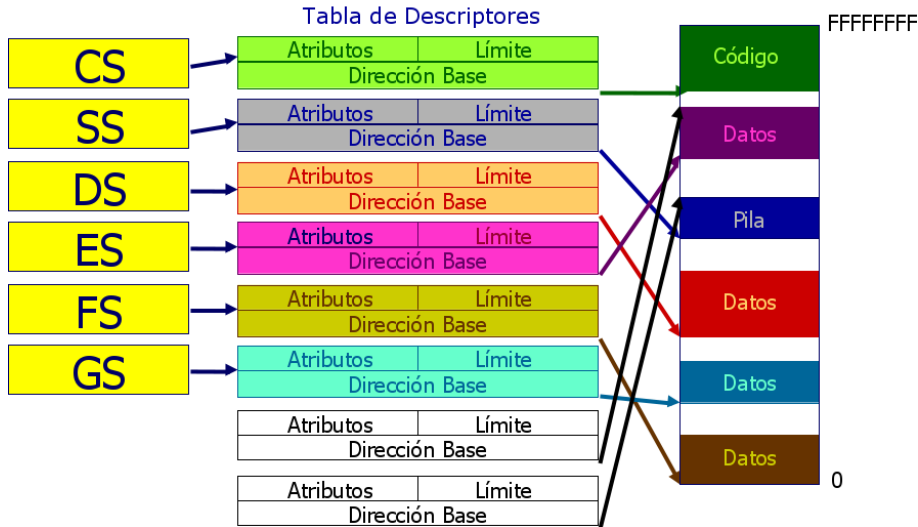 Tabla de Descriptores
FFFFFFFF
CS
Atributos Límite
Dirección Base
Código
SS
Atributos Límite
Dirección Base
Datos
DS
Atributos Límite
Dirección Base
Pila
ES
Atributos Límite
Dirección Base
FS
Atributos Límite
Dirección Base
Datos
GS
Atributos Límite
Dirección Base
Datos
Atributos Límite
Dirección Base
Datos
0
Atributos Límite
Dirección Base